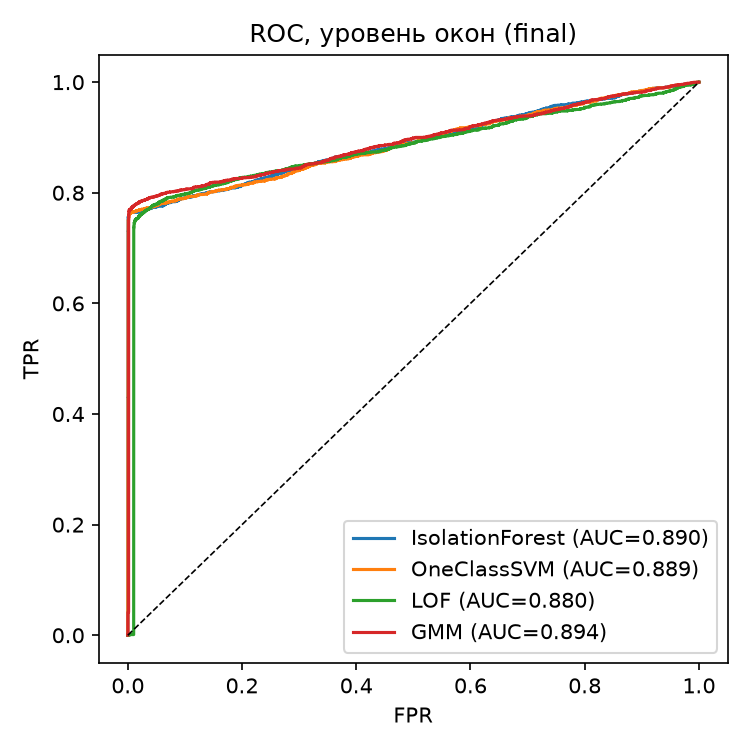 ROC, уровень окон (final)
1.0
0.8
0.6
0.4
0.2
0.0
TPR
0.0 0.2 0.4 0.6 0.8 1.0
FPR
IsolationForest (AUC=0.890)
OneClassSVM (AUC=0.889)
LOF (AUC=0.880)
GMM (AUC=0.894)